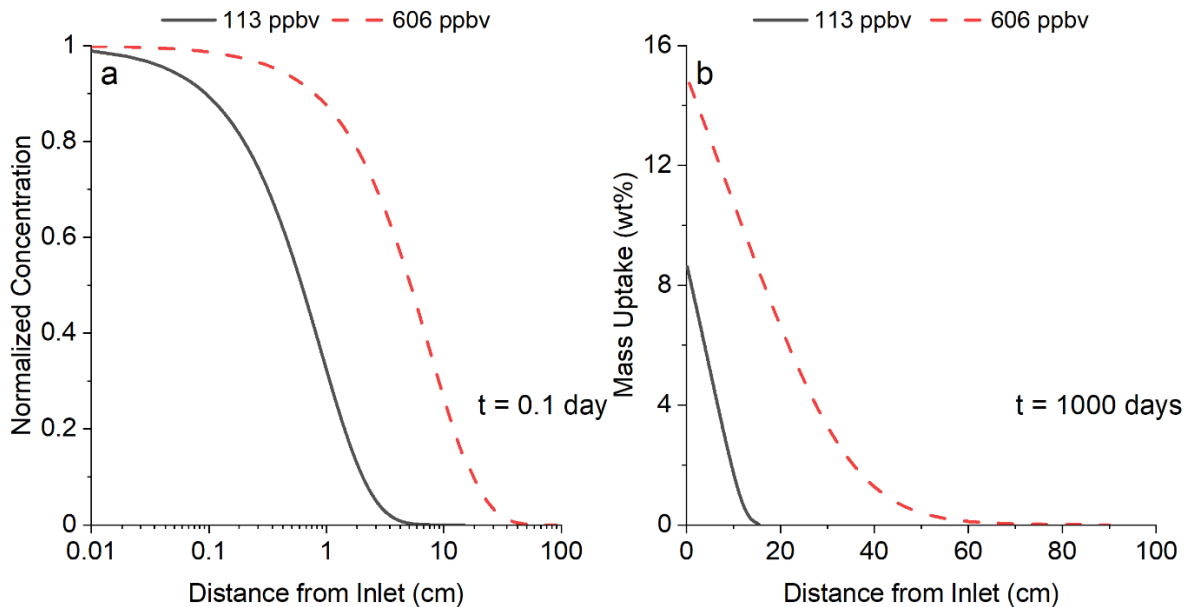 113 ppbv 606 ppbv
a
1
0.8
0.6
0.4
0.2
0
Normalized Concentration
t = 0.1 day
0.01 0.1 1 10 100
Distance from Inlet (cm)
113 ppbv 606 ppbv
b
16
12
8
4
0
Mass Uptake (wt%)
t = 1000 days
0 20 40 60 80 100
Distance from Inlet (cm)